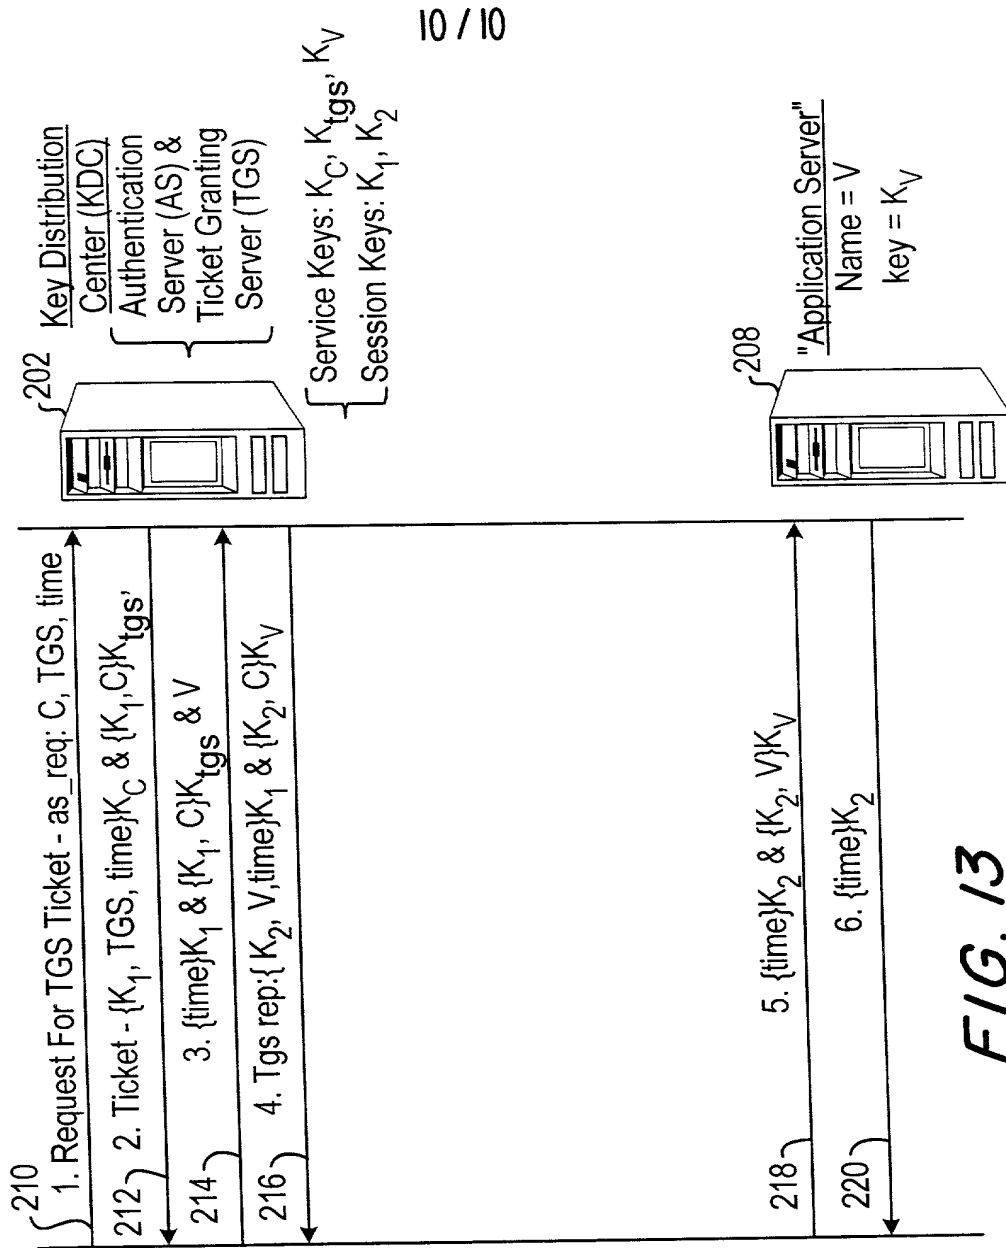 10 / 10
202
Key Distribution
Center (KDC)
Authentication
Server (AS) &
Ticket Granting
Server (TGS)
Service Keys: K_C, K_tgs, K_V
Session Keys: K_1, K_2
210
1. Request For TGS Ticket - as_req: C, TGS, time
212
2. Ticket - {K_1, TGS, time}K_C & {K_1,C}K_tgs,
214
3. {time}K_1 & {K_1, C}K_tgs & V
216
4. Tgs rep:{ K_2, V,time}K_1 & {K_2, C}K_V
208
"Application Server"
Name = V
key = K_V
218
5. {time}K_2 & {K_2, V}K_V
220
6. {time}K_2
FIG. 13